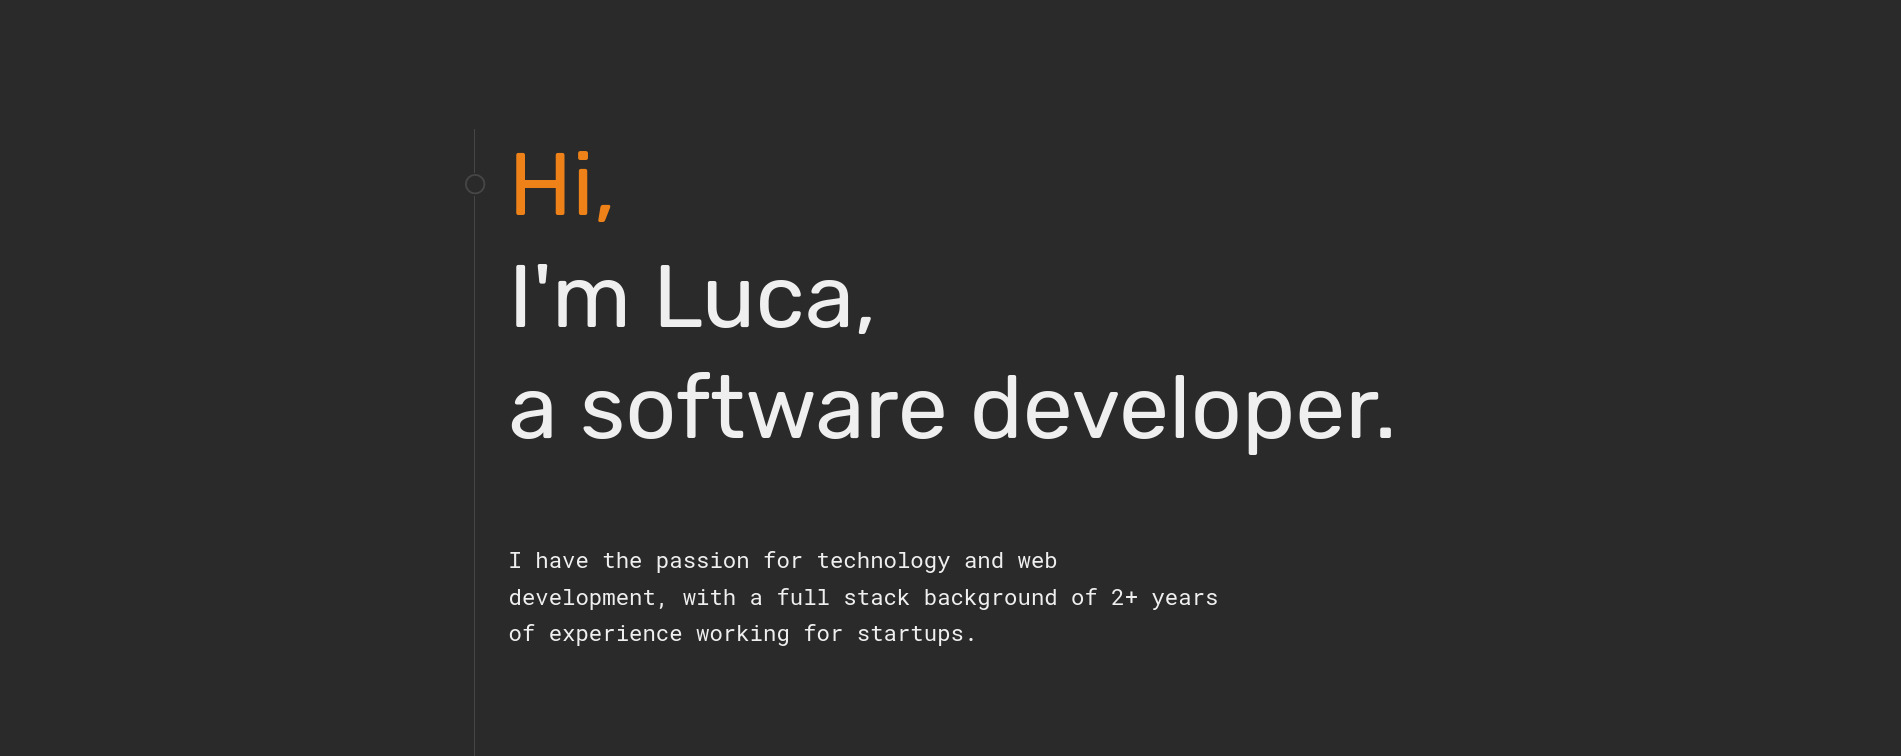 Hi,
I'm Luca,
a software developer.
I have the passion for technology and web
development, with a full stack background of 2+ years
of experience working for startups.